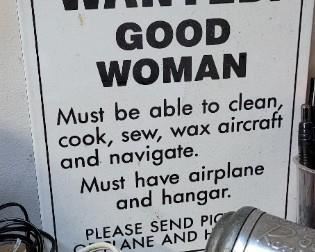 WANTED:
GOOD
WOMAN
Must be able to clean,
cook, sew, wax aircraft
and navigate.
Must have airplane
and hangar.
PLEASE SEND
AND